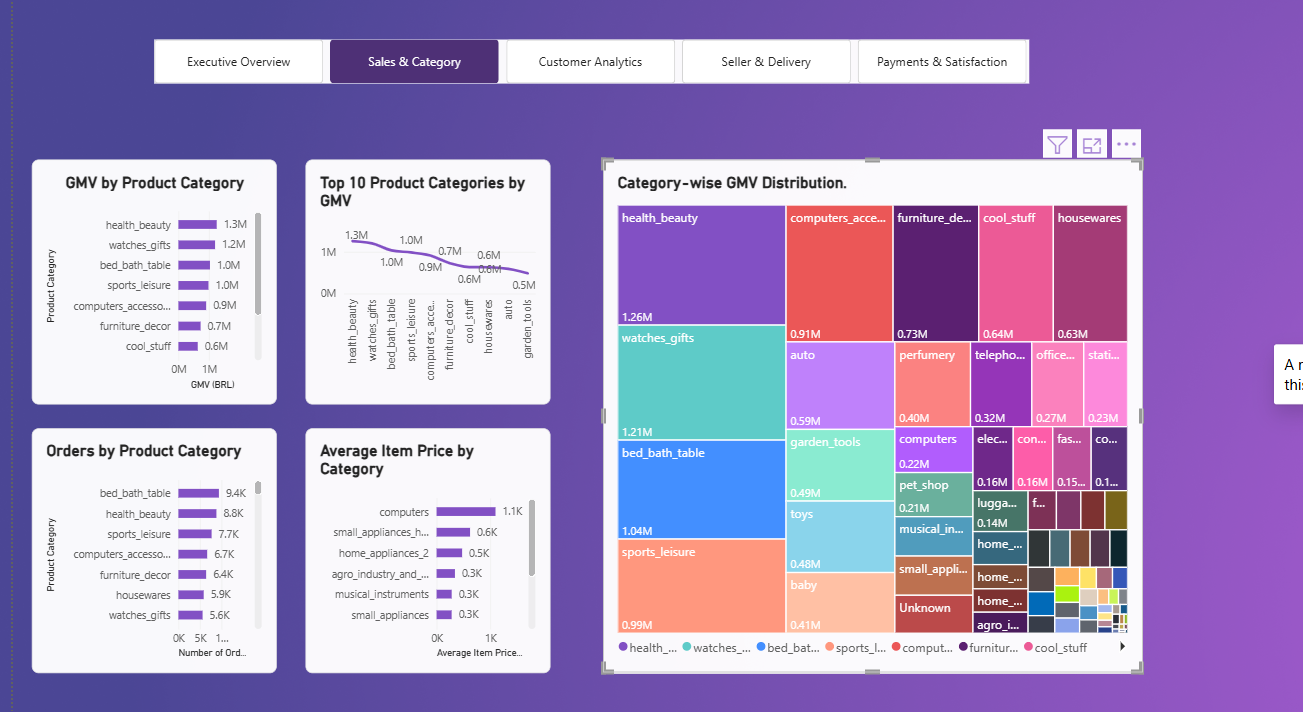 Executive Overview
Sales & Category
Customer Analytics
Seller & Delivery
Payments & Satisfaction
GMV by Product Category
Product Category
health_beauty 1.3M
watches_gifts 1.2M
bed_bath_table 1.0M
sports_leisure 1.0M
computers_accesso... 0.9M
furniture_decor 0.7M
cool_stuff 0.6M
0M 1M
GMV (BRL)
Top 10 Product Categories by
GMV
1M
0M
1.3M
1.0M
1.0M
0.9M
0.7M
0.6M
0.6M
0.6M
0.5M
health_beauty
watches_gifts
bed_bath_table
sports_leisure
computers_acce...
furniture_decor
cool_stuff
housewares
auto
garden_tools
Category-wise GMV Distribution.
health_beauty
1.26M
watches_gifts
1.21M
bed_bath_table
1.04M
sports_leisure
0.99M
computers_acce...
0.91M
furniture_de...
0.73M
cool_stuff
0.64M
housewares
0.63M
auto
0.59M
garden_tools
0.49M
toys
0.48M
baby
0.41M
perfumery
0.40M
telepho...
0.32M
office...
0.27M
stati...
0.23M
computers
0.22M
pet_shop
0.21M
musical_in...
small_appli...
Unknown
elec...
0.16M
con...
0.16M
fas...
0.15...
co...
0.1...
lugga...
0.14M
f...
home_...
home_...
home_...
agro_i...
health_...
watches_...
bed_bat...
sports_l...
comput...
furnitur...
cool_stuff
Orders by Product Category
Product Category
bed_bath_table 9.4K
health_beauty 8.8K
sports_leisure 7.7K
computers_accesso... 6.7K
furniture_decor 6.4K
housewares 5.9K
watches_gifts 5.6K
0K 5K 1...
Number of Ord...
Average Item Price by
Category
computers 1.1K
small_appliances_h... 0.6K
home_appliances_2 0.5K
agro_industry_and_... 0.3K
musical_instruments 0.3K
small_appliances 0.3K
0K 1K
Average Item Price...